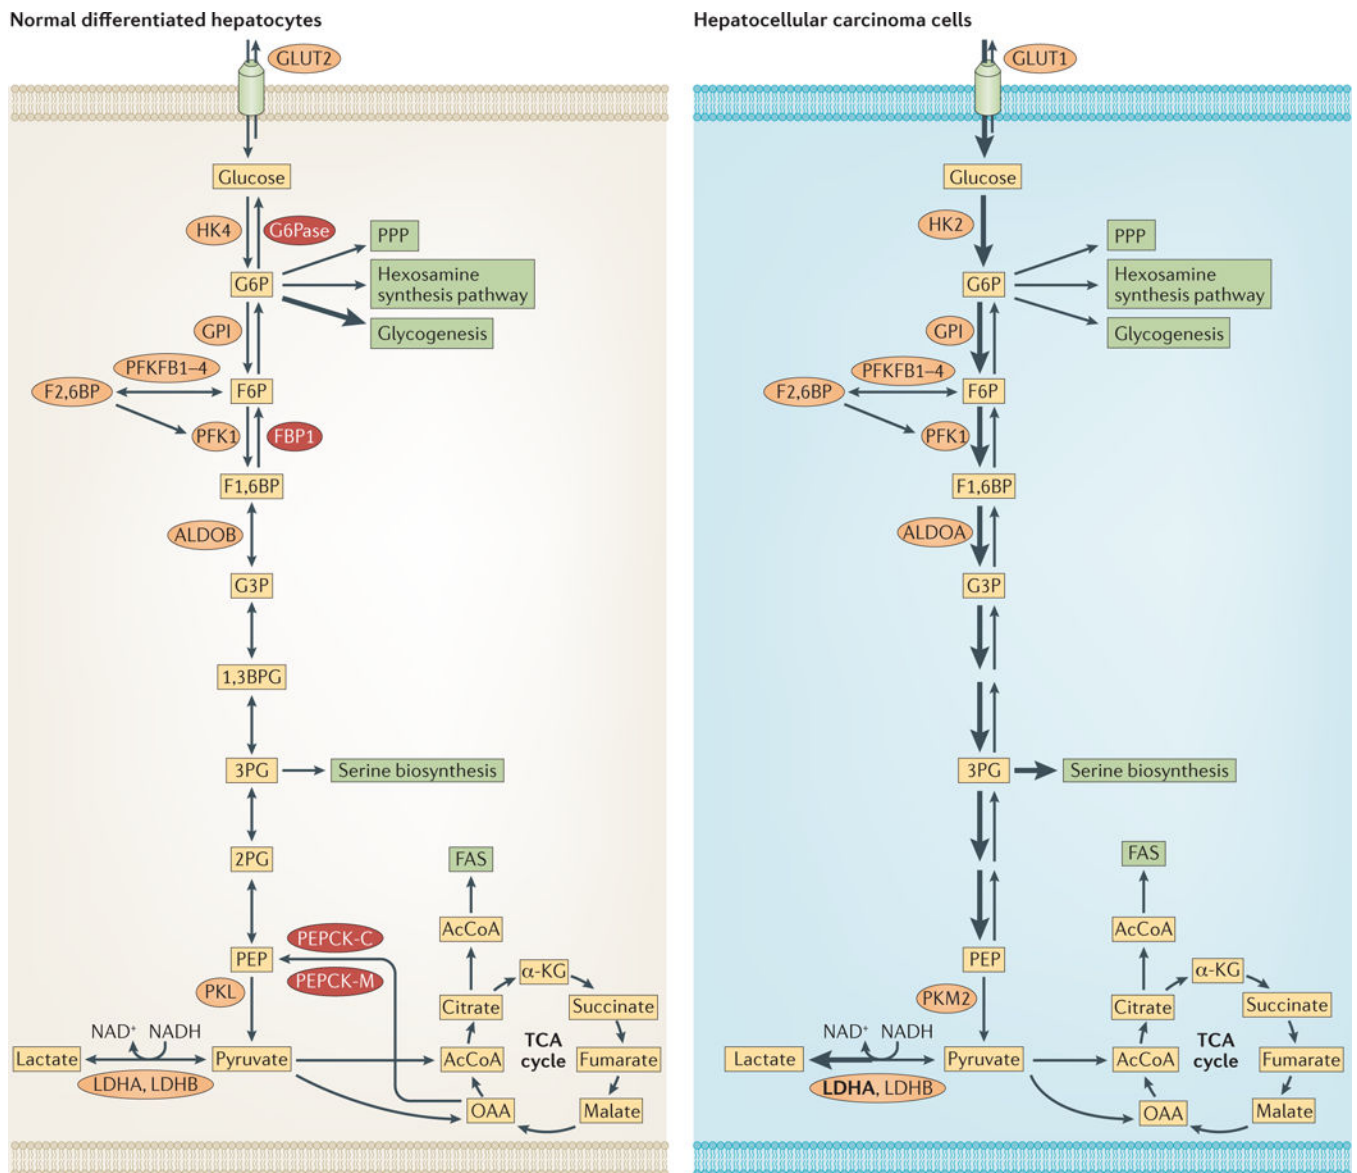 Normal differentiated hepatocytes
GLUT2
Glucose
HK4
G6Pase
PPP
G6P
Hexosamine
synthesis pathway
GPI
Glycogenesis
PFKFB1–4
F2,6BP
F6P
PFK1
FBP1
F1,6BP
ALDOB
G3P
1,3BPG
3PG
Serine biosynthesis
2PG
FAS
AcCoA
PEPCK-C
PEP
PEPCK-M
α-KG
PKL
Citrate
Succinate
NAD⁺
NADH
TCA
cycle
Lactate
Pyruvate
AcCoA
Fumarate
LDHA, LDHB
OAA
Malate
Hepatocellular carcinoma cells
GLUT1
Glucose
HK2
PPP
G6P
Hexosamine
synthesis pathway
GPI
Glycogenesis
PFKFB1–4
F2,6BP
F6P
PFK1
F1,6BP
ALDOA
G3P
3PG
Serine biosynthesis
FAS
AcCoA
PEP
α-KG
PKM2
Citrate
Succinate
NAD⁺
NADH
TCA
cycle
Lactate
Pyruvate
AcCoA
Fumarate
LDHA, LDHB
OAA
Malate